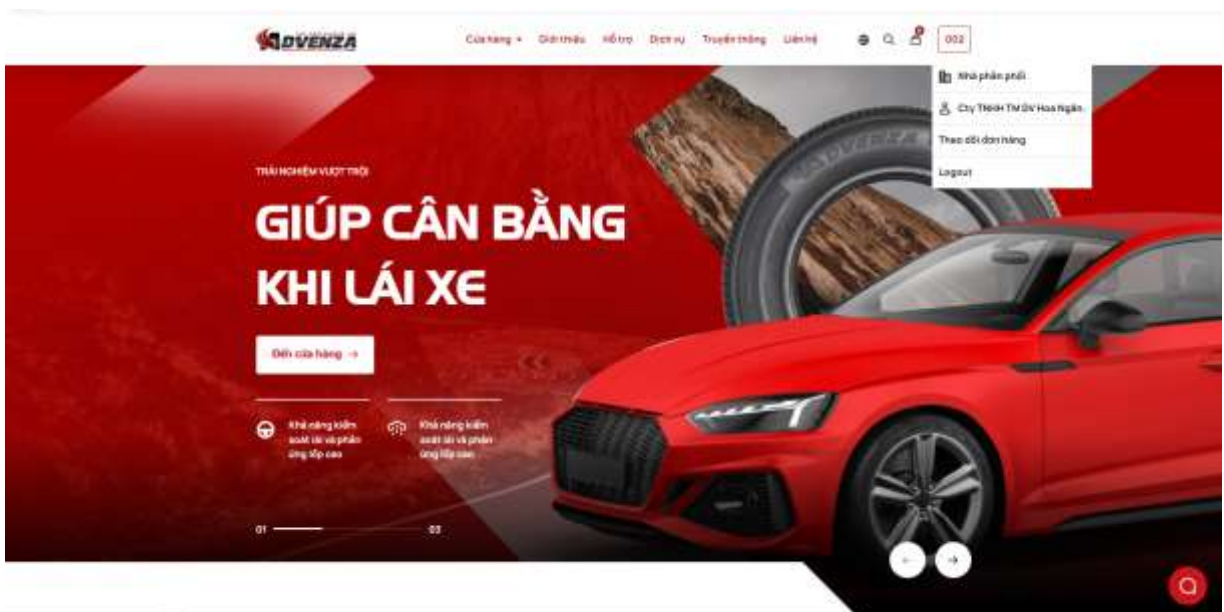 ADVENZA
Cửa hàng Giới thiệu Hỗ trợ Dịch vụ Truyền thông Liên hệ 002
Nhà phân phối
Cty TNHH TM DV Hoa Ngân
Theo dõi đơn hàng
Logout
ADVENZA
TRẢI NGHIỆM VƯỢT TRỘI
GIÚP CÂN BẰNG
KHI LÁI XE
Đến cửa hàng →
Khả năng kiểm
soát lái và phản
ứng lốp cao
Khả năng kiểm
soát lái và phản
ứng lốp cao
01 03